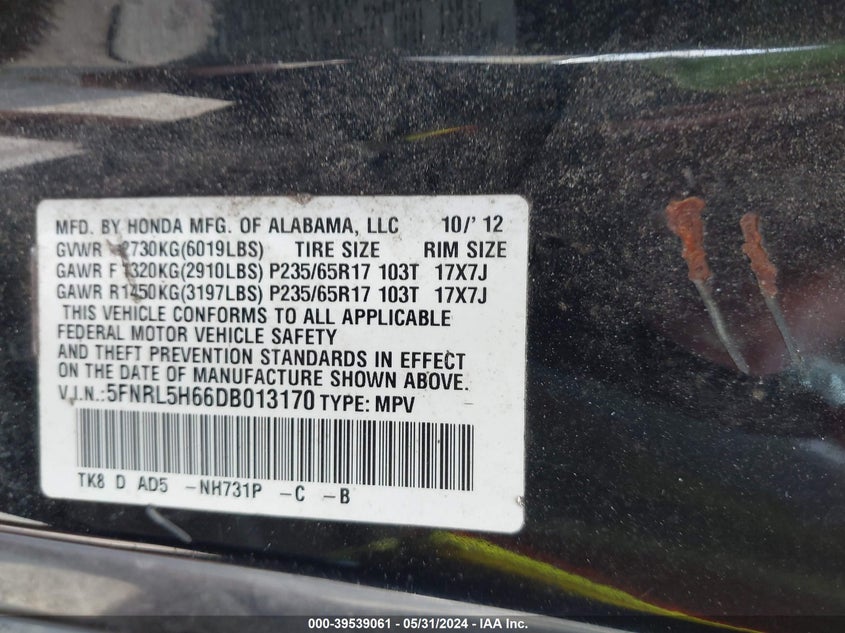 MFD. BY HONDA MFG. OF ALABAMA, LLC 10/' 12
GVWR 2730KG(6019LBS) TIRE SIZE RIM SIZE
GAWR F1320KG(2910LBS) P235/65R17 103T 17X7J
GAWR R1450KG(3197LBS) P235/65R17 103T 17X7J
THIS VEHICLE CONFORMS TO ALL APPLICABLE
FEDERAL MOTOR VEHICLE SAFETY
AND THEFT PREVENTION STANDARDS IN EFFECT
ON THE DATE OF MANUFACTURE SHOWN ABOVE.
V.I.N.:5FNRL5H66DB013170 TYPE: MPV
TK8 D AD5 -NH731P -C -B
000-39539061 - 05/31/2024 - IAA Inc.